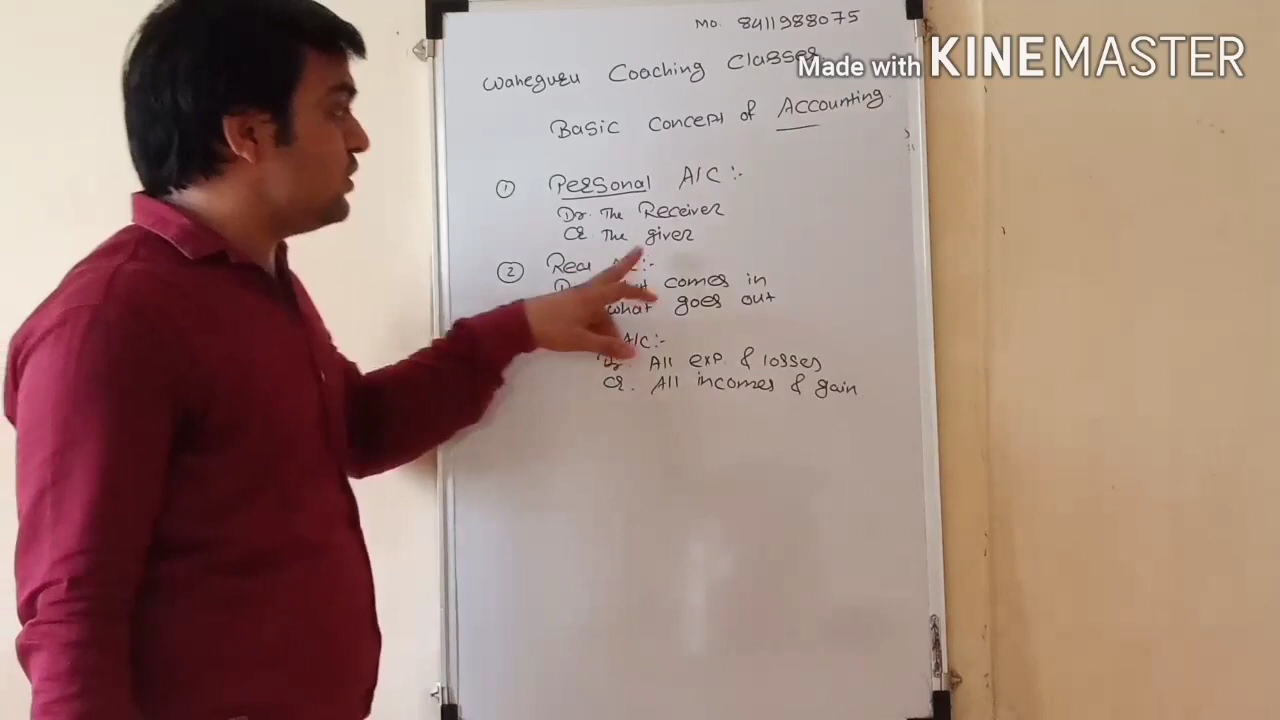 Mo. 8411988075
Made with KINEMASTER
Waheguru Coaching Classes
Basic Concept of Accounting.
① Personal A/C :-
Dr. The Receiver
Cr. The giver
② Real :-
comes in
what goes out
A/C:-
Dr. All exp. & losses
Cr. All incomes & gain